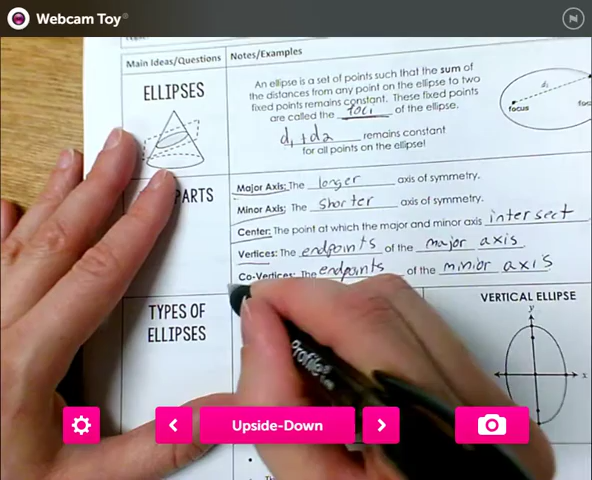 Webcam Toy
Main Ideas/Questions Notes/Examples
ELLIPSES
An ellipse is a set of points such that the sum of
the distances from any point on the ellipse to two
fixed points remains constant. These fixed points
are called the foci of the ellipse.
d₁ + d2 remains constant
for all points on the ellipse!
d₁
focus
foc
PARTS
Major Axis: The longer axis of symmetry.
Minor Axis: The shorter axis of symmetry.
Center: The point at which the major and minor axis intersect
Vertices: The endpoints of the major axis
Co-Vertices: The endpoints of the minior axis
TYPES OF
ELLIPSES
VERTICAL ELLIPSE
y
x
Profile
Upside-Down